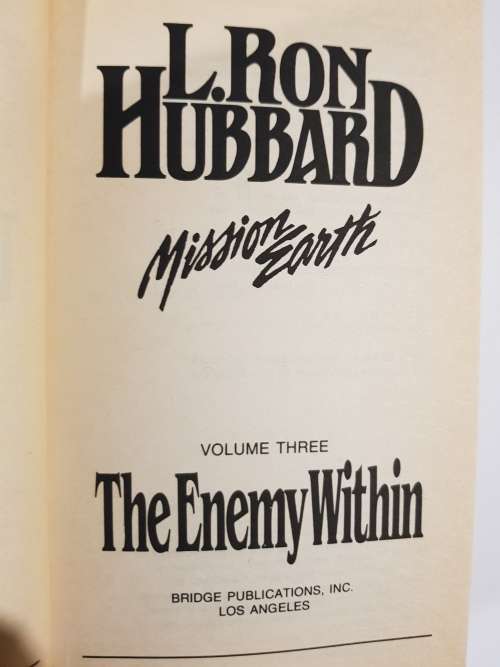 L. RON
HUBBARD
Mission
Earth
VOLUME THREE
The Enemy Within
BRIDGE PUBLICATIONS, INC.
LOS ANGELES